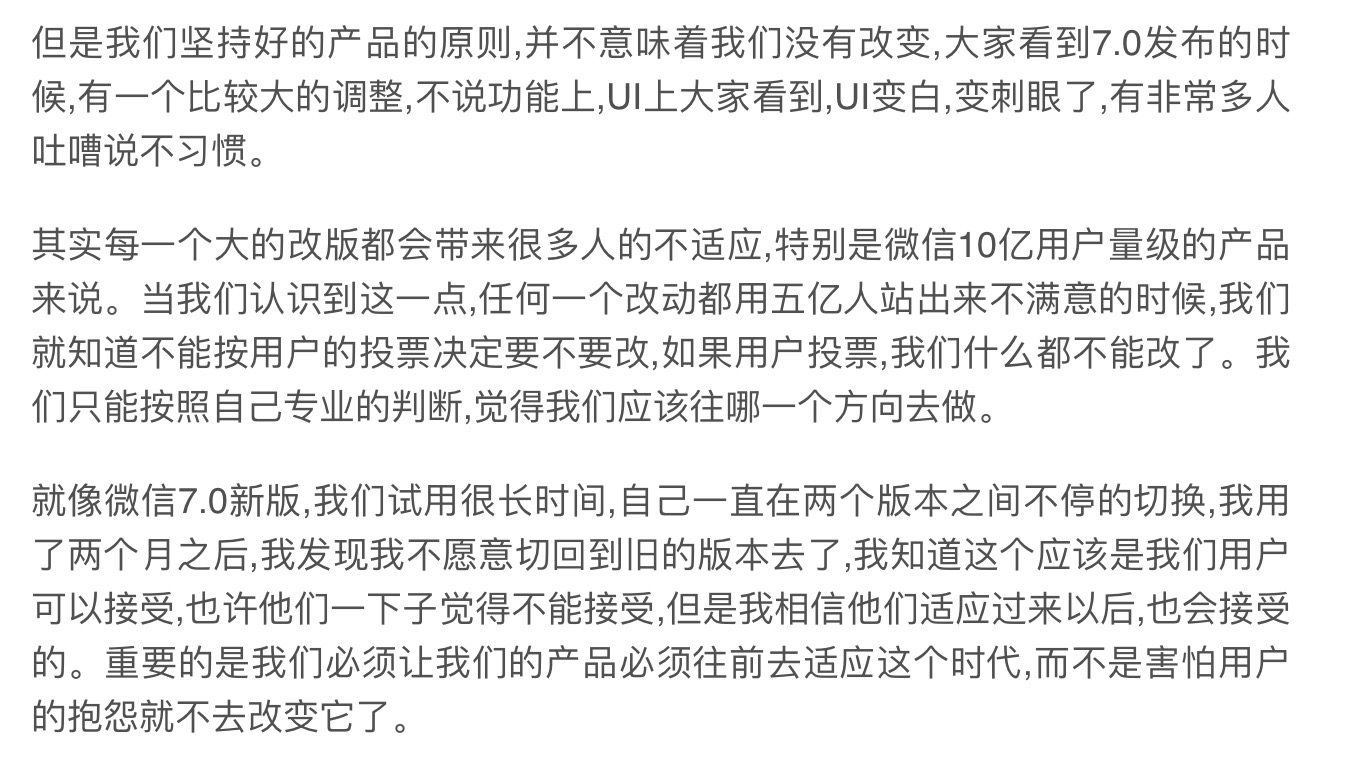 但是我们坚持好的产品的原则,并不意味着我们没有改变,大家看到7.0发布的时
候,有一个比较大的调整,不说功能上,UI上大家看到,UI变白,变刺眼了,有非常多人
吐嘈说不习惯。
其实每一个大的改版都会带来很多人的不适应,特别是微信10亿用户量级的产品
来说。当我们认识到这一点,任何一个改动都用五亿人站出来不满意的时候,我们
就知道不能按用户的投票决定要不要改,如果用户投票,我们什么都不能改了。我
们只能按照自己专业的判断,觉得我们应该往哪一个方向去做。
就像微信7.0新版,我们试用很长时间,自己一直在两个版本之间不停的切换,我用
了两个月之后,我发现我不愿意切回到旧的版本去了,我知道这个应该是我们用户
可以接受,也许他们一下子觉得不能接受,但是我相信他们适应过来以后,也会接受
的。重要的是我们必须让我们的产品必须往前去适应这个时代,而不是害怕用户
的抱怨就不去改变它了。